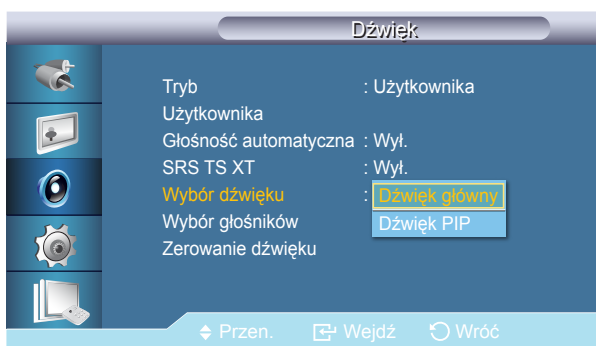 Dźwięk
Tryb : Użytkownika
Użytkownika
Głośność automatyczna : Wył.
SRS TS XT : Wył.
Wybór dźwięku : Dźwięk główny
Wybór głośników Dźwięk PIP
Zerowanie dźwięku
Przen. Wejdź Wróć